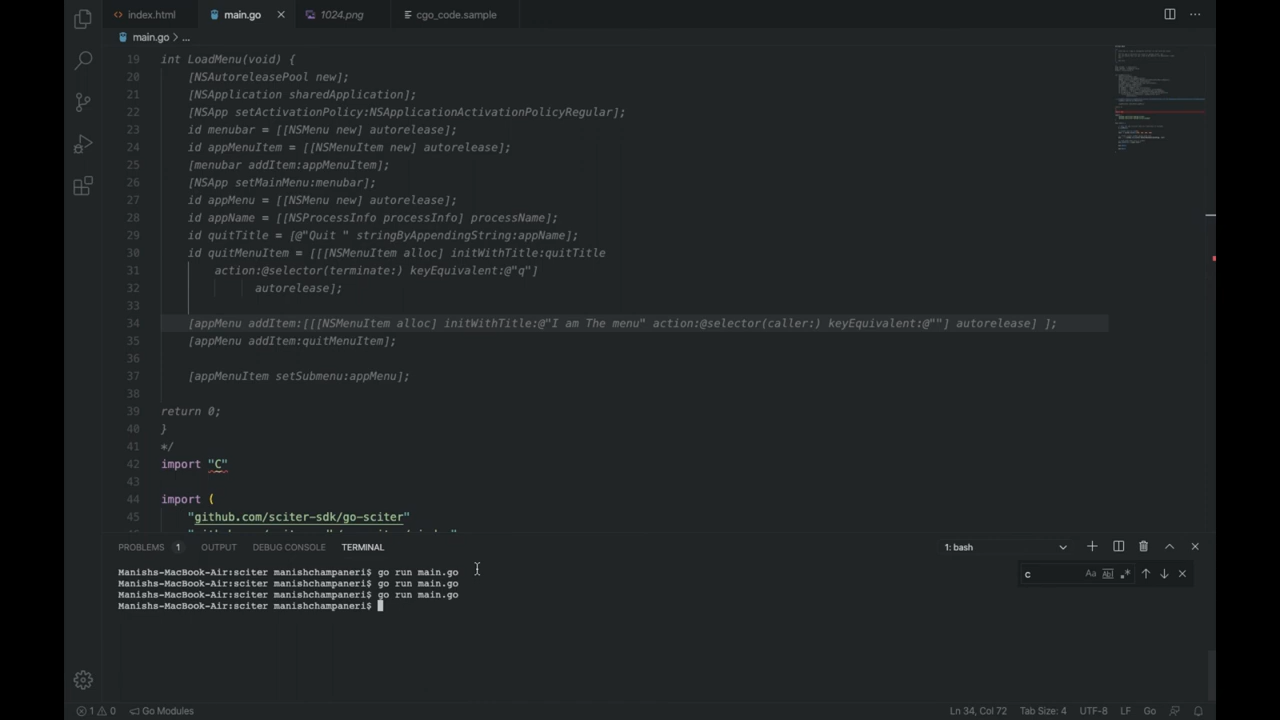 index.html
main.go
1024.png
cgo_code.sample
main.go ...
19 int LoadMenu(void) {
20 [NSAutoreleasePool new];
21 [NSApplication sharedApplication];
22 [NSApp setActivationPolicy:NSApplicationActivationPolicyRegular];
23 id menubar = [[NSMenu new] autorelease];
24 id appMenuItem = [[NSMenuItem new] autorelease];
25 [menubar addItem:appMenuItem];
26 [NSApp setMainMenu:menubar];
27 id appMenu = [[NSMenu new] autorelease];
28 id appName = [[NSProcessInfo processInfo] processName];
29 id quitTitle = [@"Quit " stringByAppendingString:appName];
30 id quitMenuItem = [[[NSMenuItem alloc] initWithTitle:quitTitle
31 action:@selector(terminate:) keyEquivalent:@"q"]
32 autorelease];
33
34 [appMenu addItem:[[[NSMenuItem alloc] initWithTitle:@"I am The menu" action:@selector(caller:) keyEquivalent:@""] autorelease] ];
35 [appMenu addItem:quitMenuItem];
36
37 [appMenuItem setSubmenu:appMenu];
38
39 return 0;
40 }
41 */
42 import "C"
43
44 import (
45 "github.com/sciter-sdk/go-sciter"
PROBLEMS 1 OUTPUT DEBUG CONSOLE TERMINAL 1: bash
Manishs-MacBook-Air:sciter manishchampaneri$ go run main.go
Manishs-MacBook-Air:sciter manishchampaneri$ go run main.go
Manishs-MacBook-Air:sciter manishchampaneri$ go run main.go
Manishs-MacBook-Air:sciter manishchampaneri$
c Aa Abl .*
1 0 Go Modules Ln 34, Col 72 Tab Size: 4 UTF-8 LF Go